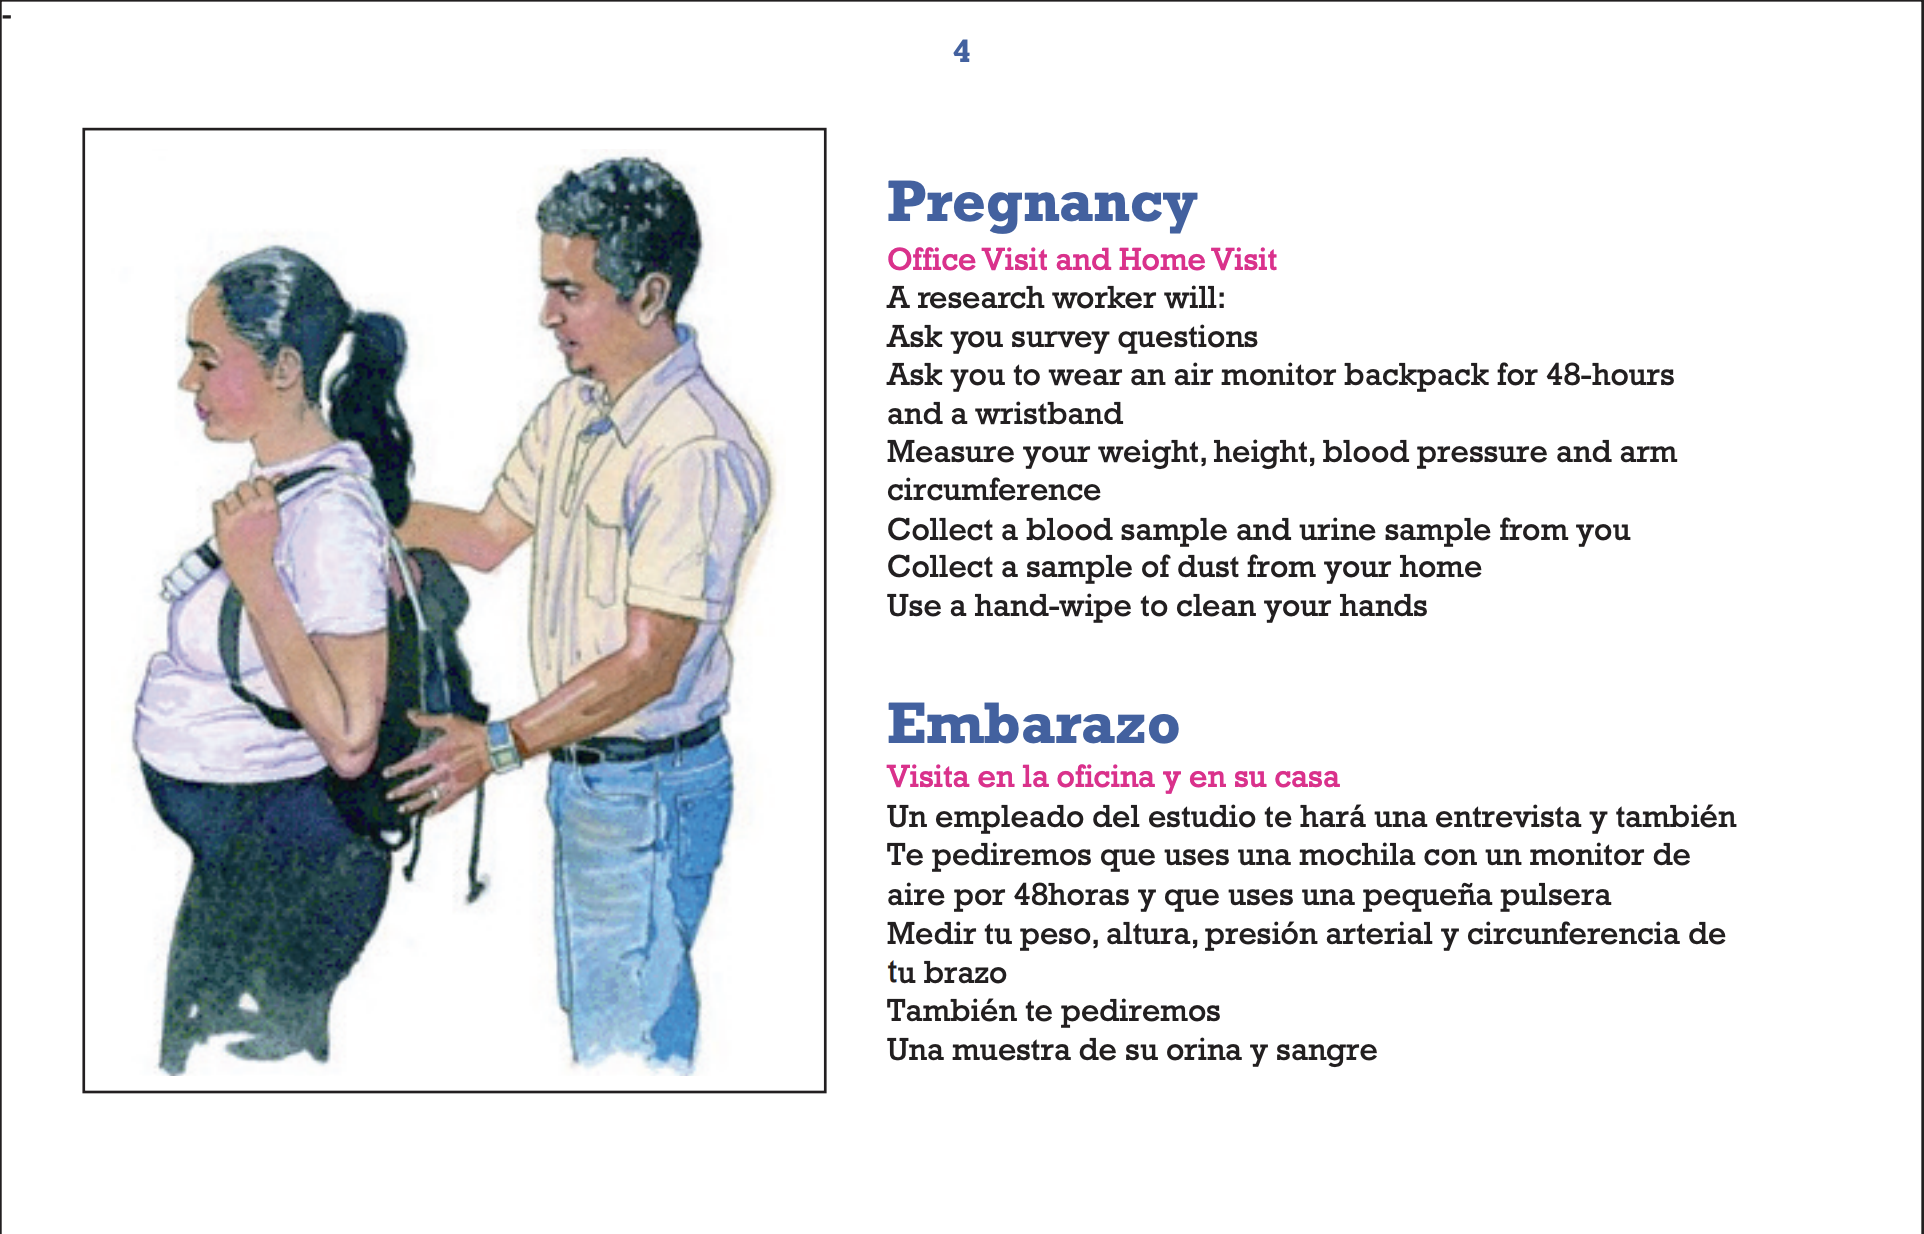 4
Pregnancy
Office Visit and Home Visit
A research worker will:
Ask you survey questions
Ask you to wear an air monitor backpack for 48-hours
and a wristband
Measure your weight, height, blood pressure and arm
circumference
Collect a blood sample and urine sample from you
Collect a sample of dust from your home
Use a hand-wipe to clean your hands
Embarazo
Visita en la oficina y en su casa
Un empleado del estudio te hará una entrevista y también
Te pediremos que uses una mochila con un monitor de
aire por 48horas y que uses una pequeña pulsera
Medir tu peso, altura, presión arterial y circunferencia de
tu brazo
También te pediremos
Una muestra de su orina y sangre